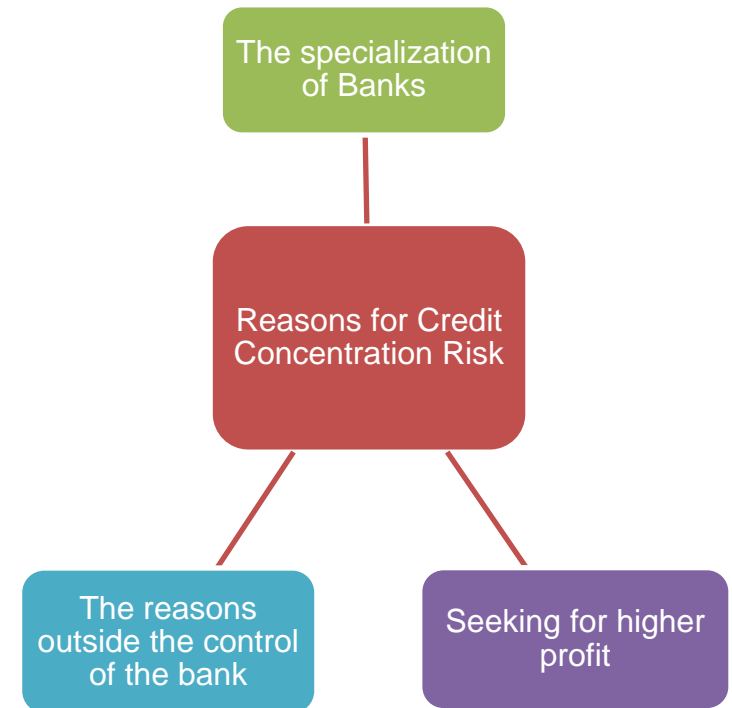 The specialization
of Banks
Reasons for Credit
Concentration Risk
The reasons
outside the control
of the bank
Seeking for higher
profit